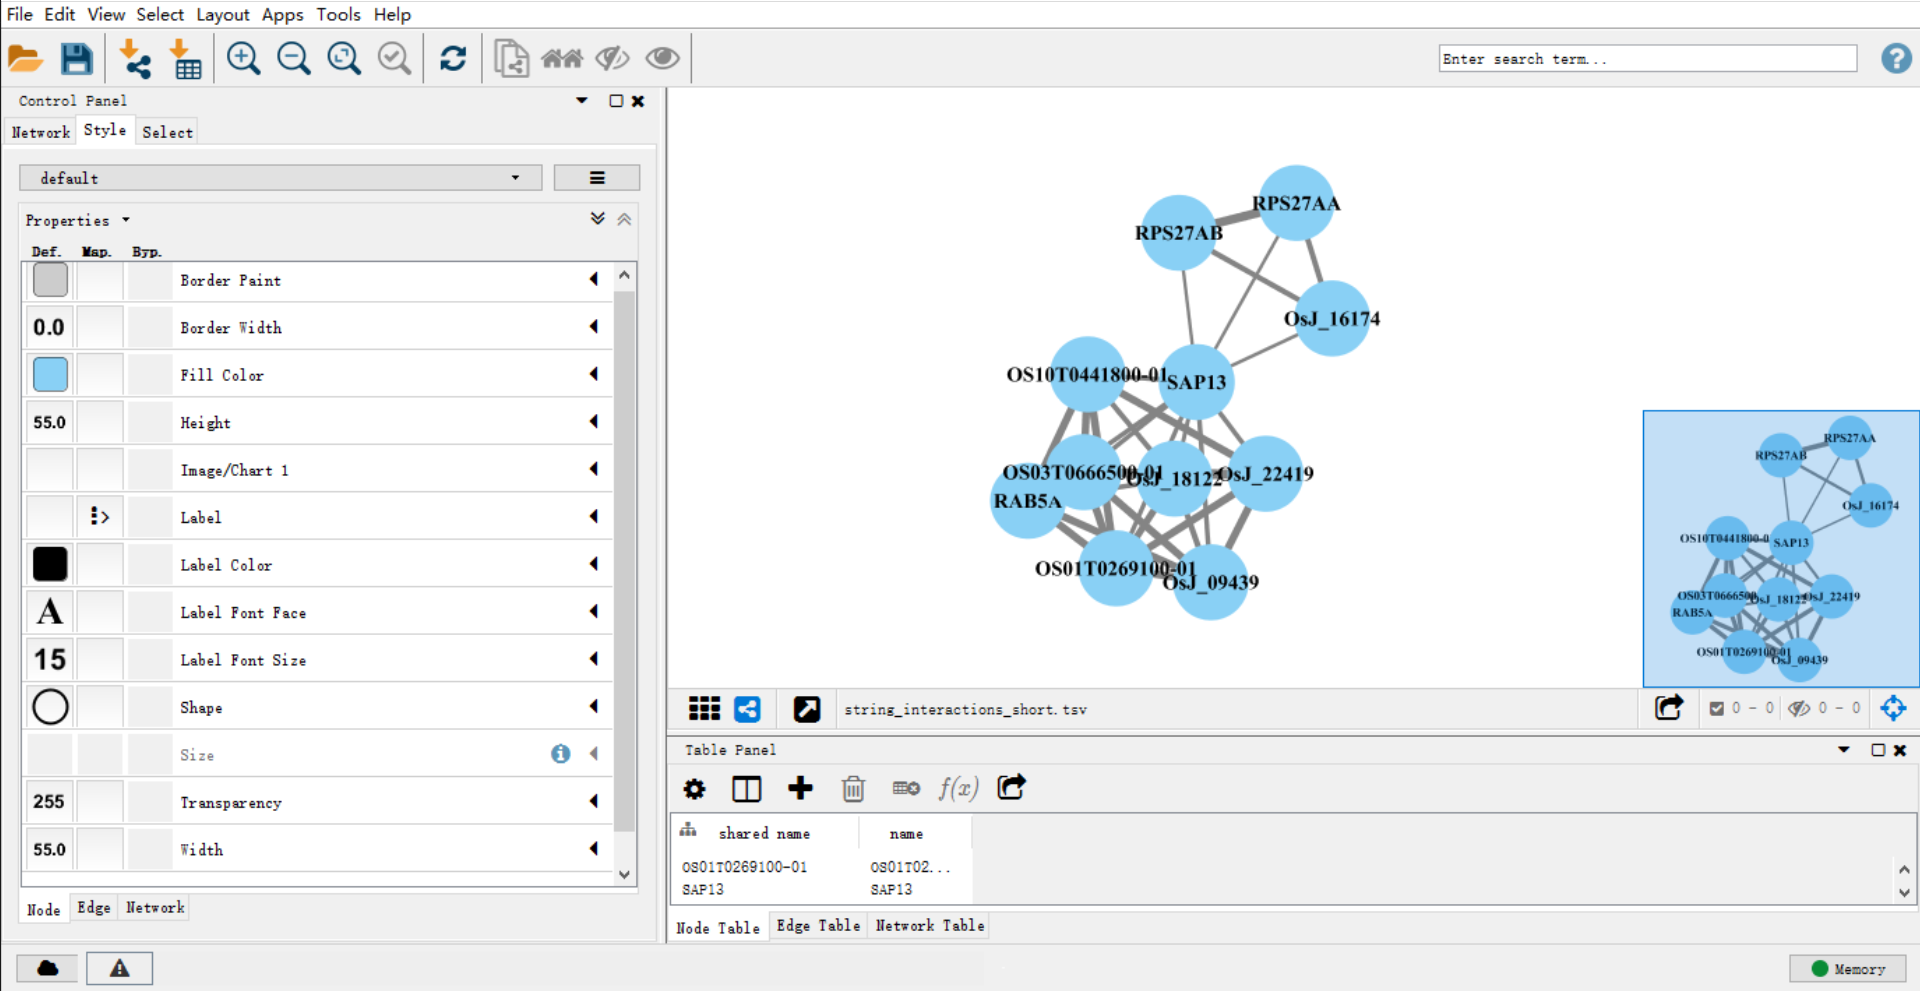 File Edit View Select Layout Apps Tools Help
Enter search term...
?
Control Panel
Network Style Select
default
Properties
Def. Map. Byp.
Border Paint
0.0 Border Width
Fill Color
55.0 Height
Image/Chart 1
Label
Label Color
A Label Font Face
15 Label Font Size
Shape
Size
255 Transparency
55.0 Width
Node Edge Network
RPS27AA
RPS27AB
OsJ_16174
OS10T0441800-01
SAP13
OS03T0666500-01
OsJ_18122
OsJ_22419
RAB5A
OS01T0269100-01
OsJ_09439
RPS27AA
RPS27AB
OsJ_16174
OS10T0441800-0
SAP13
OS03T0666500
OsJ_18122
OsJ_22419
RAB5A
OS01T0269100-01
OsJ_09439
string_interactions_short.tsv
0 - 0 0 - 0
Table Panel
f(x)
shared name name
OS01T0269100-01 OS01T02...
SAP13 SAP13
Node Table Edge Table Network Table
Memory